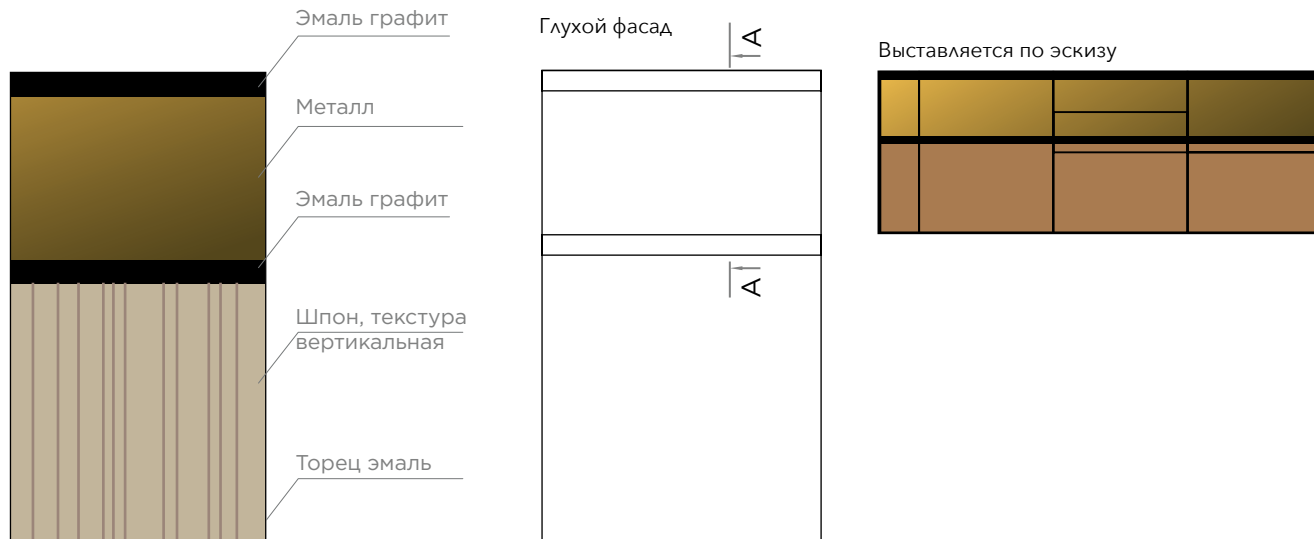 Эмаль графит
Металл
Эмаль графит
Шпон, текстура
вертикальная
Торец эмаль
Глухой фасад
А
А
Выставляется по эскизу